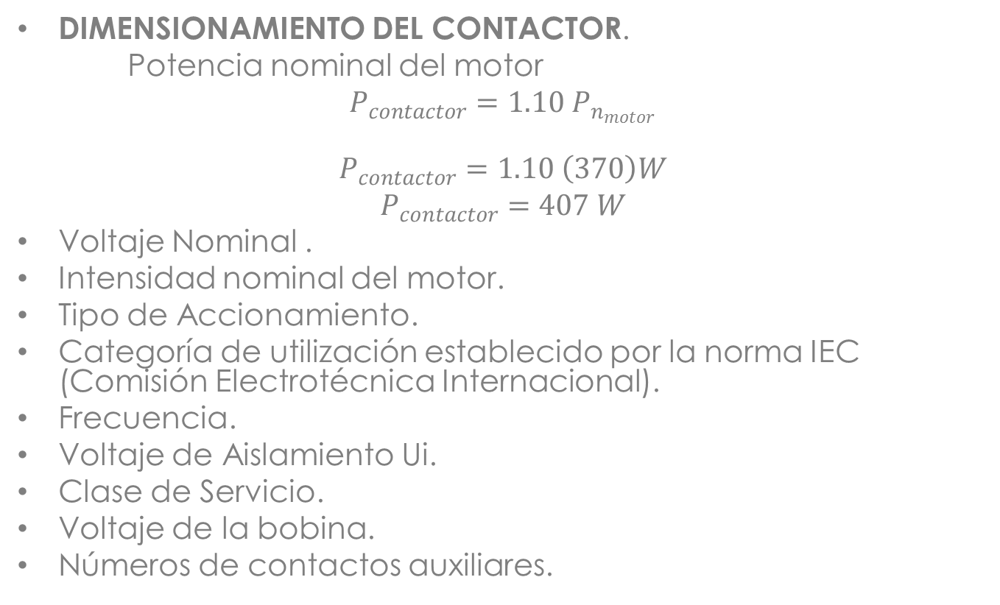 • DIMENSIONAMIENTO DEL CONTACTOR.
Potencia nominal del motor
P_contactor = 1.10 P_n_motor
P_contactor = 1.10 (370)W
P_contactor = 407 W
• Voltaje Nominal .
• Intensidad nominal del motor.
• Tipo de Accionamiento.
• Categoría de utilización establecido por la norma IEC
(Comisión Electrotécnica Internacional).
• Frecuencia.
• Voltaje de Aislamiento Ui.
• Clase de Servicio.
• Voltaje de la bobina.
• Números de contactos auxiliares.